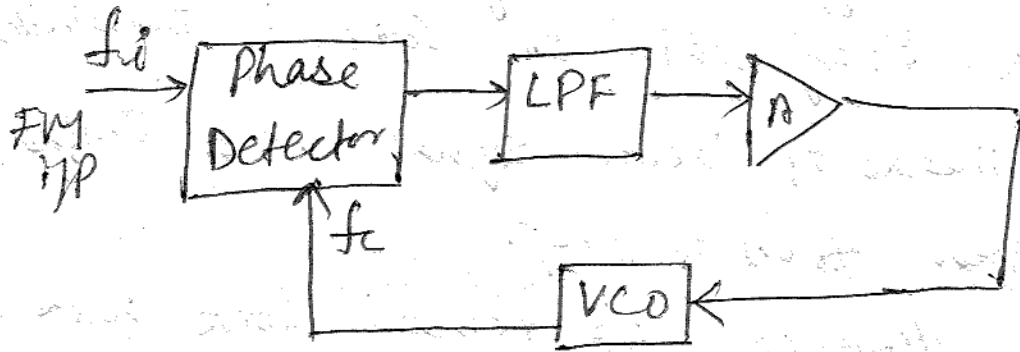 fi
Phase
Detector
LPF
A
FM
I/P
fc
VCO